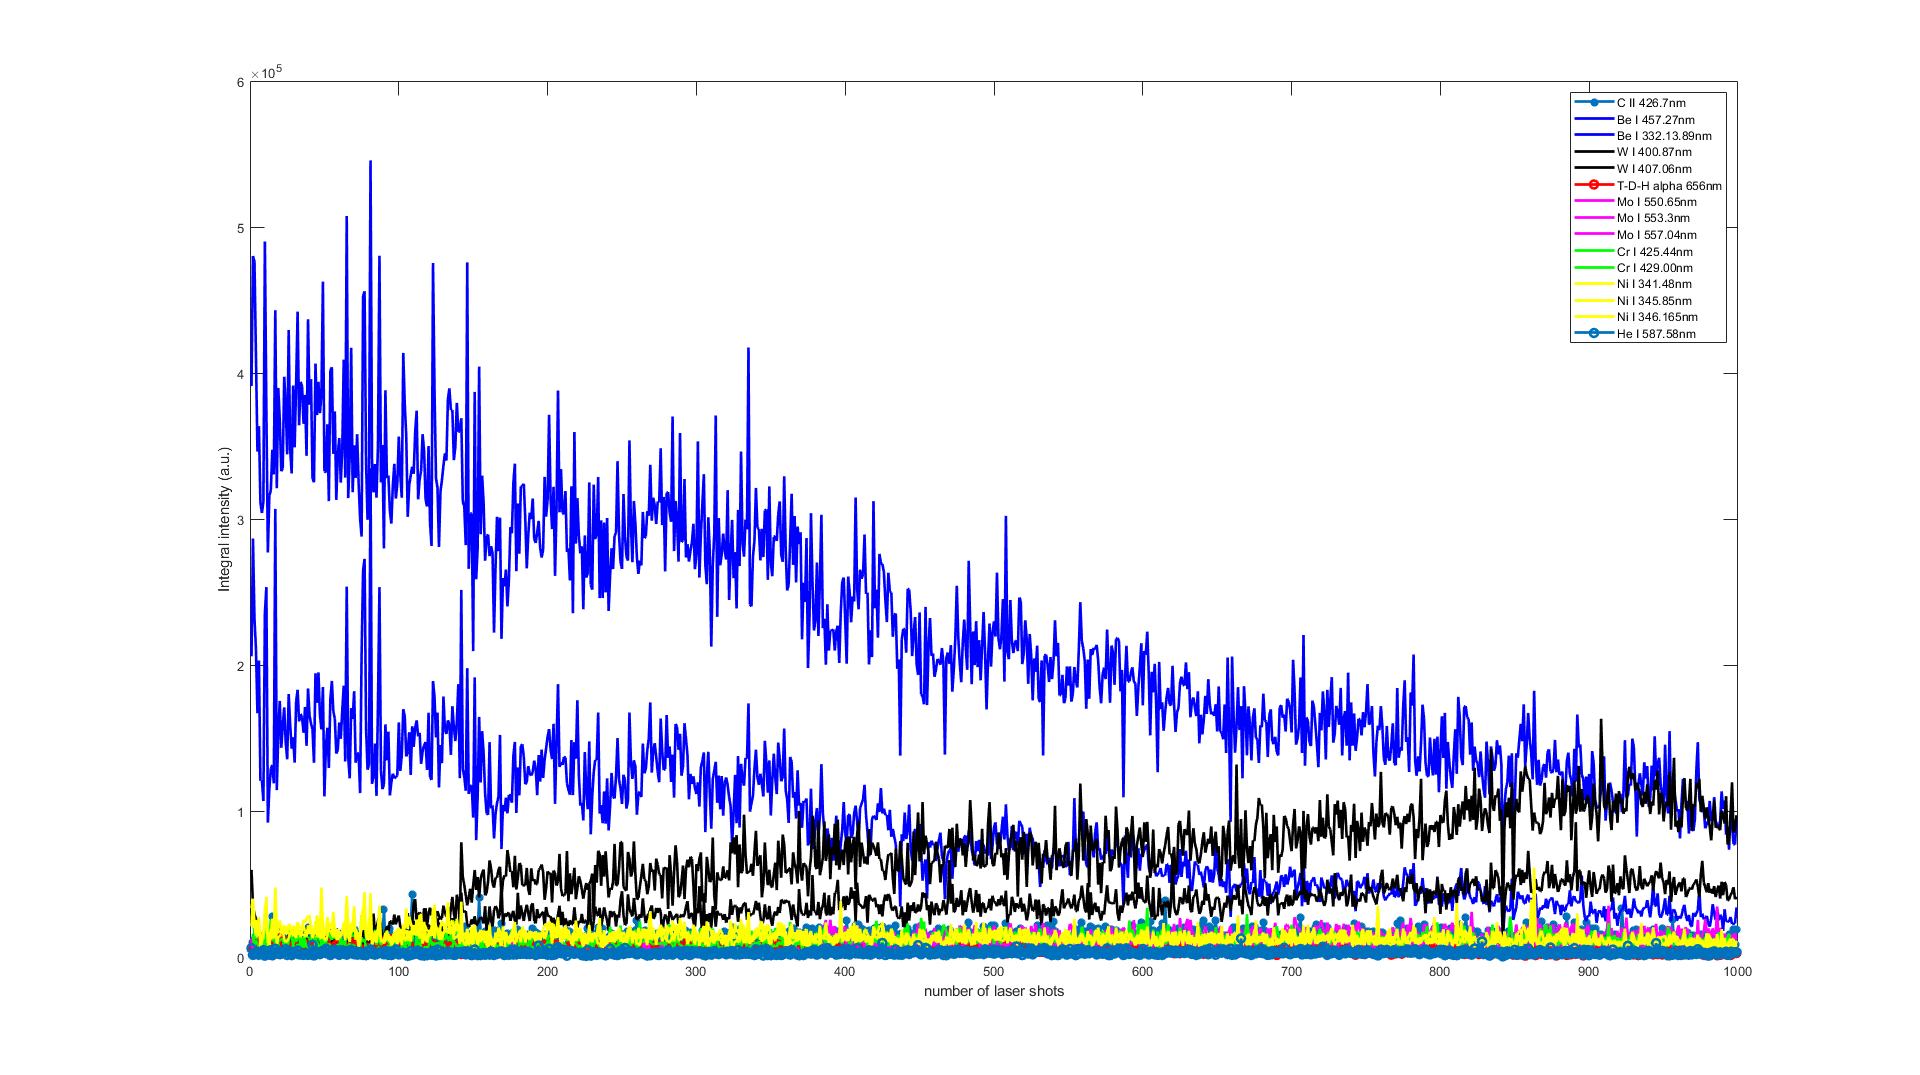 ×10^5
6
5
4
3
2
1
0
Integral intensity (a.u.)
0 100 200 300 400 500 600 700 800 900 1000
number of laser shots
C II 426.7nm
Be I 457.27nm
Be I 332.13.89nm
W I 400.87nm
W I 407.06nm
T-D-H alpha 656nm
Mo I 550.65nm
Mo I 553.3nm
Mo I 557.04nm
Cr I 425.44nm
Cr I 429.00nm
Ni I 341.48nm
Ni I 345.85nm
Ni I 346.165nm
He I 587.58nm